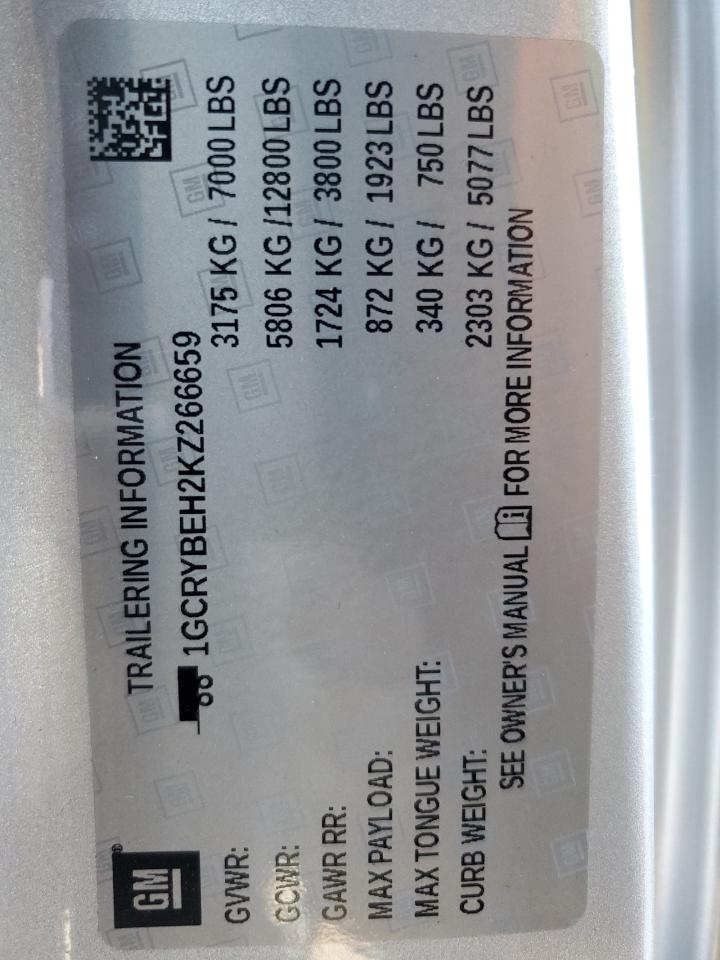 GM
TRAILERING INFORMATION
1GCRYBEH2KZ266659
GVWR: 3175 KG / 7000 LBS
GCWR: 5806 KG /12800 LBS
GAWR RR: 1724 KG / 3800 LBS
MAX PAYLOAD: 872 KG / 1923 LBS
MAX TONGUE WEIGHT: 340 KG / 750 LBS
CURB WEIGHT: 2303 KG / 5077 LBS
SEE OWNER'S MANUAL FOR MORE INFORMATION